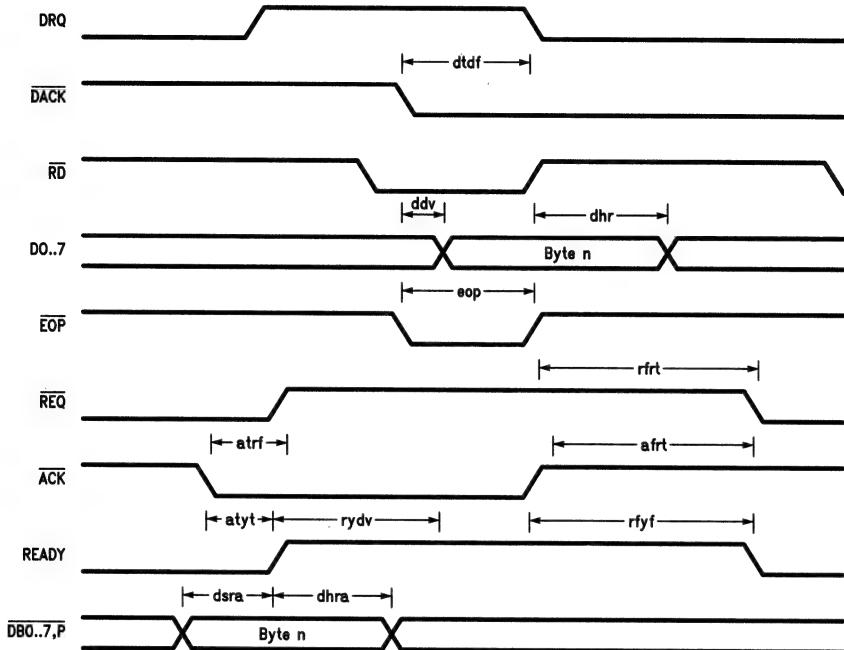 DRQ
dtdf
DACK
RD
ddv
dhr
DO..7
Byte n
eop
EOP
rfrt
REQ
atrf
afrt
ACK
atyt
rydv
rfyf
READY
dsra
dhra
DB0..7,P
Byte n